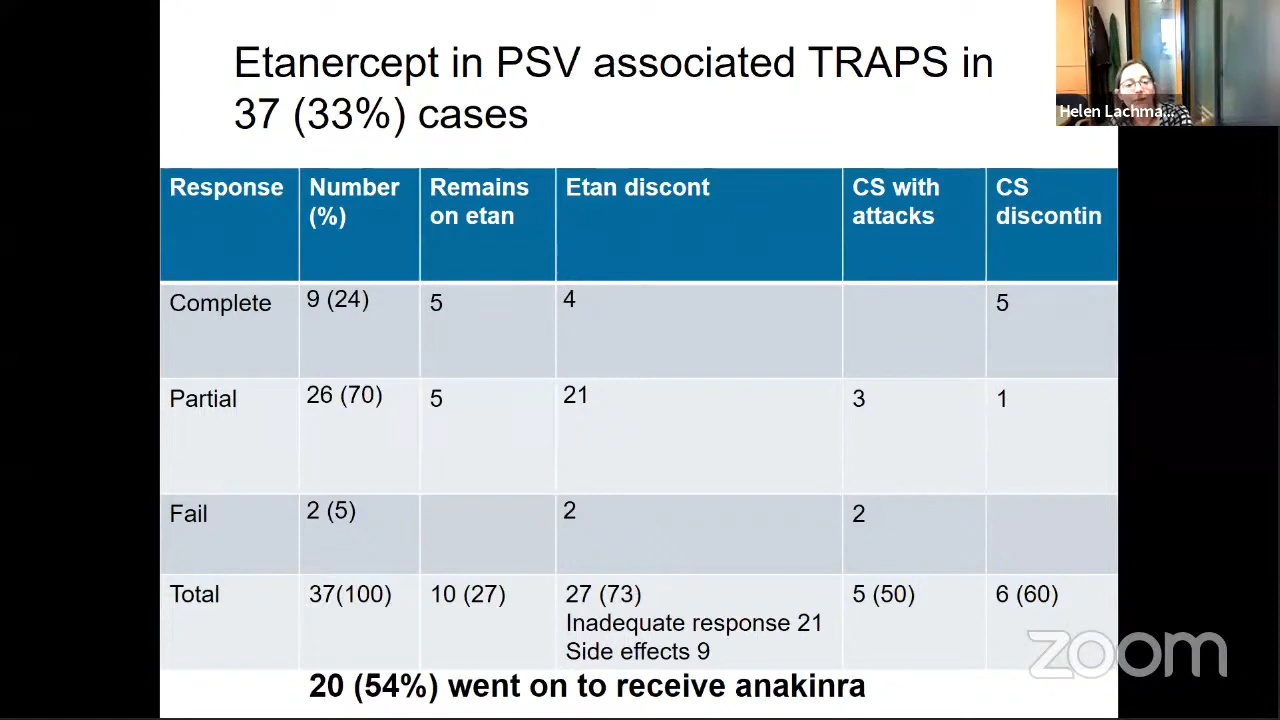 Etanercept in PSV associated TRAPS in
37 (33%) cases
Helen Lachma...
Response Number (%) Remains on etan Etan discont CS with attacks CS discontin
Complete 9 (24) 5 4 5
Partial 26 (70) 5 21 3 1
Fail 2 (5) 2 2
Total 37(100) 10 (27) 27 (73) 5 (50) 6 (60)
Inadequate response 21
Side effects 9
20 (54%) went on to receive anakinra
zoom